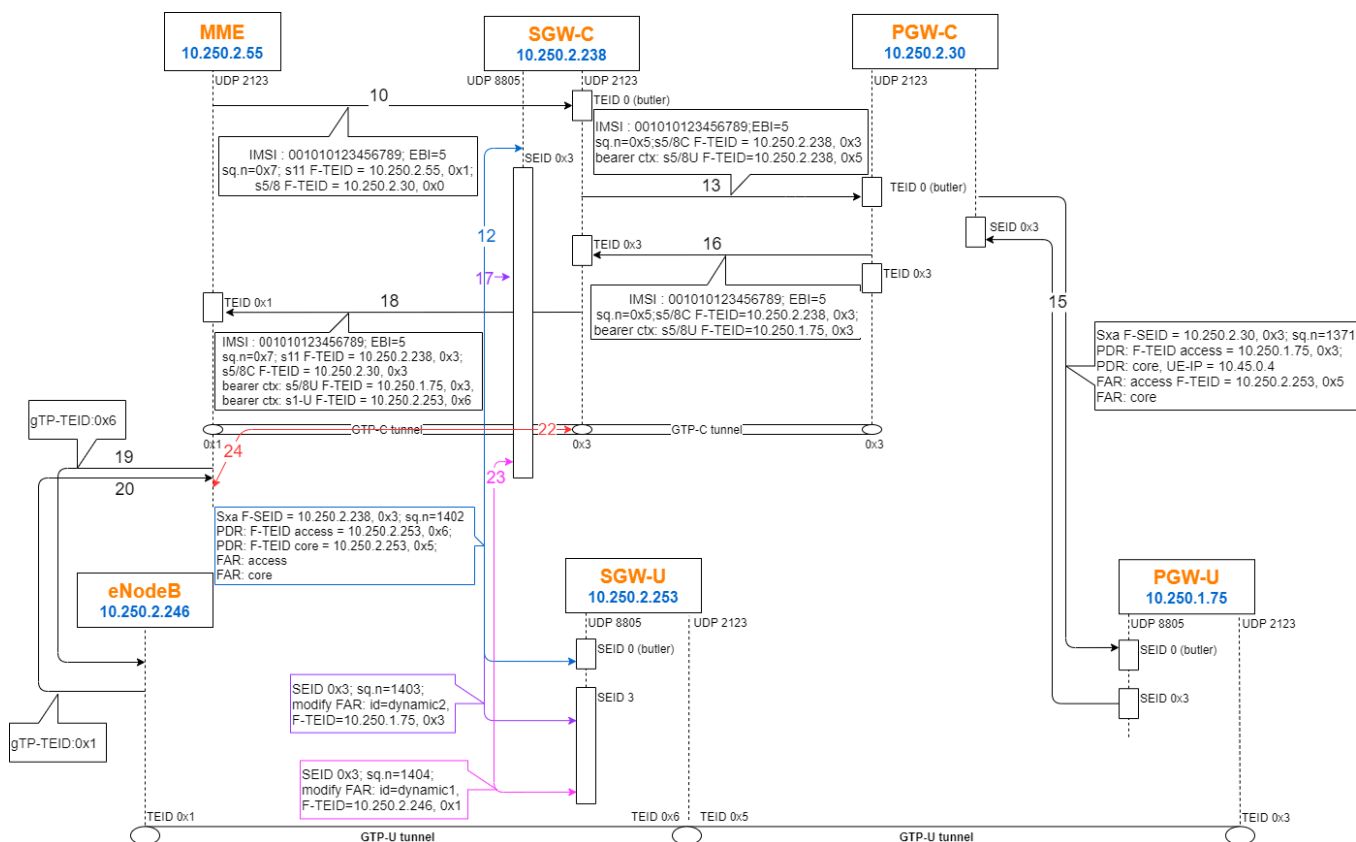 MME
10.250.2.55
SGW-C
10.250.2.238
PGW-C
10.250.2.30
UDP 2123
UDP 8805
UDP 2123
UDP 2123
10
TEID 0 (butler)
IMSI : 001010123456789; EBI=5
sq.n=0x7; s11 F-TEID = 10.250.2.55, 0x1;
s5/8 F-TEID = 10.250.2.30, 0x0
IMSI : 001010123456789;EBI=5
sq.n=0x5;s5/8C F-TEID = 10.250.2.238, 0x3
bearer ctx: s5/8U F-TEID=10.250.2.238, 0x5
SEID 0x3
13
TEID 0 (butler)
12
TEID 0x3
16
SEID 0x3
17
TEID 0x3
15
TEID 0x1
18
IMSI : 001010123456789; EBI=5
sq.n=0x5;s5/8C F-TEID=10.250.2.238, 0x3;
bearer ctx: s5/8U F-TEID=10.250.1.75, 0x3
Sxa F-SEID = 10.250.2.30, 0x3; sq.n=1371
PDR: F-TEID access = 10.250.1.75, 0x3;
PDR: core, UE-IP = 10.45.0.4
FAR: access F-TEID = 10.250.2.253, 0x5
FAR: core
IMSI : 001010123456789; EBI=5
sq.n=0x7; s11 F-TEID = 10.250.2.238, 0x3;
s5/8C F-TEID = 10.250.2.30, 0x3
bearer ctx: s5/8U F-TEID = 10.250.1.75, 0x3,
bearer ctx: s1-U F-TEID = 10.250.2.253, 0x6
gTP-TEID:0x6
GTP-C tunnel
22
GTP-C tunnel
0x1
0x3
0x3
24
19
20
23
Sxa F-SEID = 10.250.2.238, 0x3; sq.n=1402
PDR: F-TEID access = 10.250.2.253, 0x6;
PDR: F-TEID core = 10.250.2.253, 0x5;
FAR: access
FAR: core
eNodeB
10.250.2.246
SGW-U
10.250.2.253
PGW-U
10.250.1.75
UDP 8805
UDP 2123
UDP 8805
UDP 2123
SEID 0 (butler)
SEID 0 (butler)
SEID 0x3; sq.n=1403;
modify FAR: id=dynamic2,
F-TEID=10.250.1.75, 0x3
SEID 3
SEID 0x3
gTP-TEID:0x1
SEID 0x3; sq.n=1404;
modify FAR: id=dynamic1,
F-TEID=10.250.2.246, 0x1
TEID 0x1
TEID 0x6
TEID 0x5
TEID 0x3
GTP-U tunnel
GTP-U tunnel